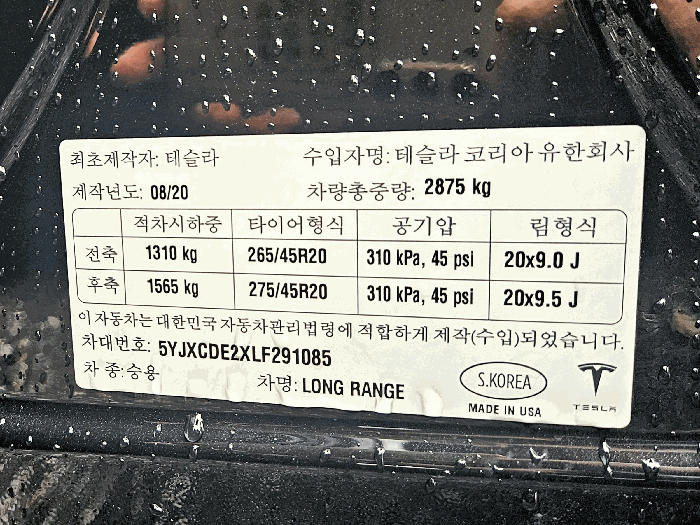 최초제작자: 테슬라 수입자명: 테슬라 코리아 유한회사
제작년도: 08/20 차량총중량: 2875 kg
적차시하중 타이어형식 공기압 림형식
전축 1310 kg 265/45R20 310 kPa, 45 psi 20x9.0 J
후축 1565 kg 275/45R20 310 kPa, 45 psi 20x9.5 J
이 자동차는 대한민국 자동차관리법령에 적합하게 제작(수입)되었습니다.
차대번호: 5YJXCDE2XLF291085
차 종: 승용 차명: LONG RANGE
S.KOREA
MADE IN USA
TESLA